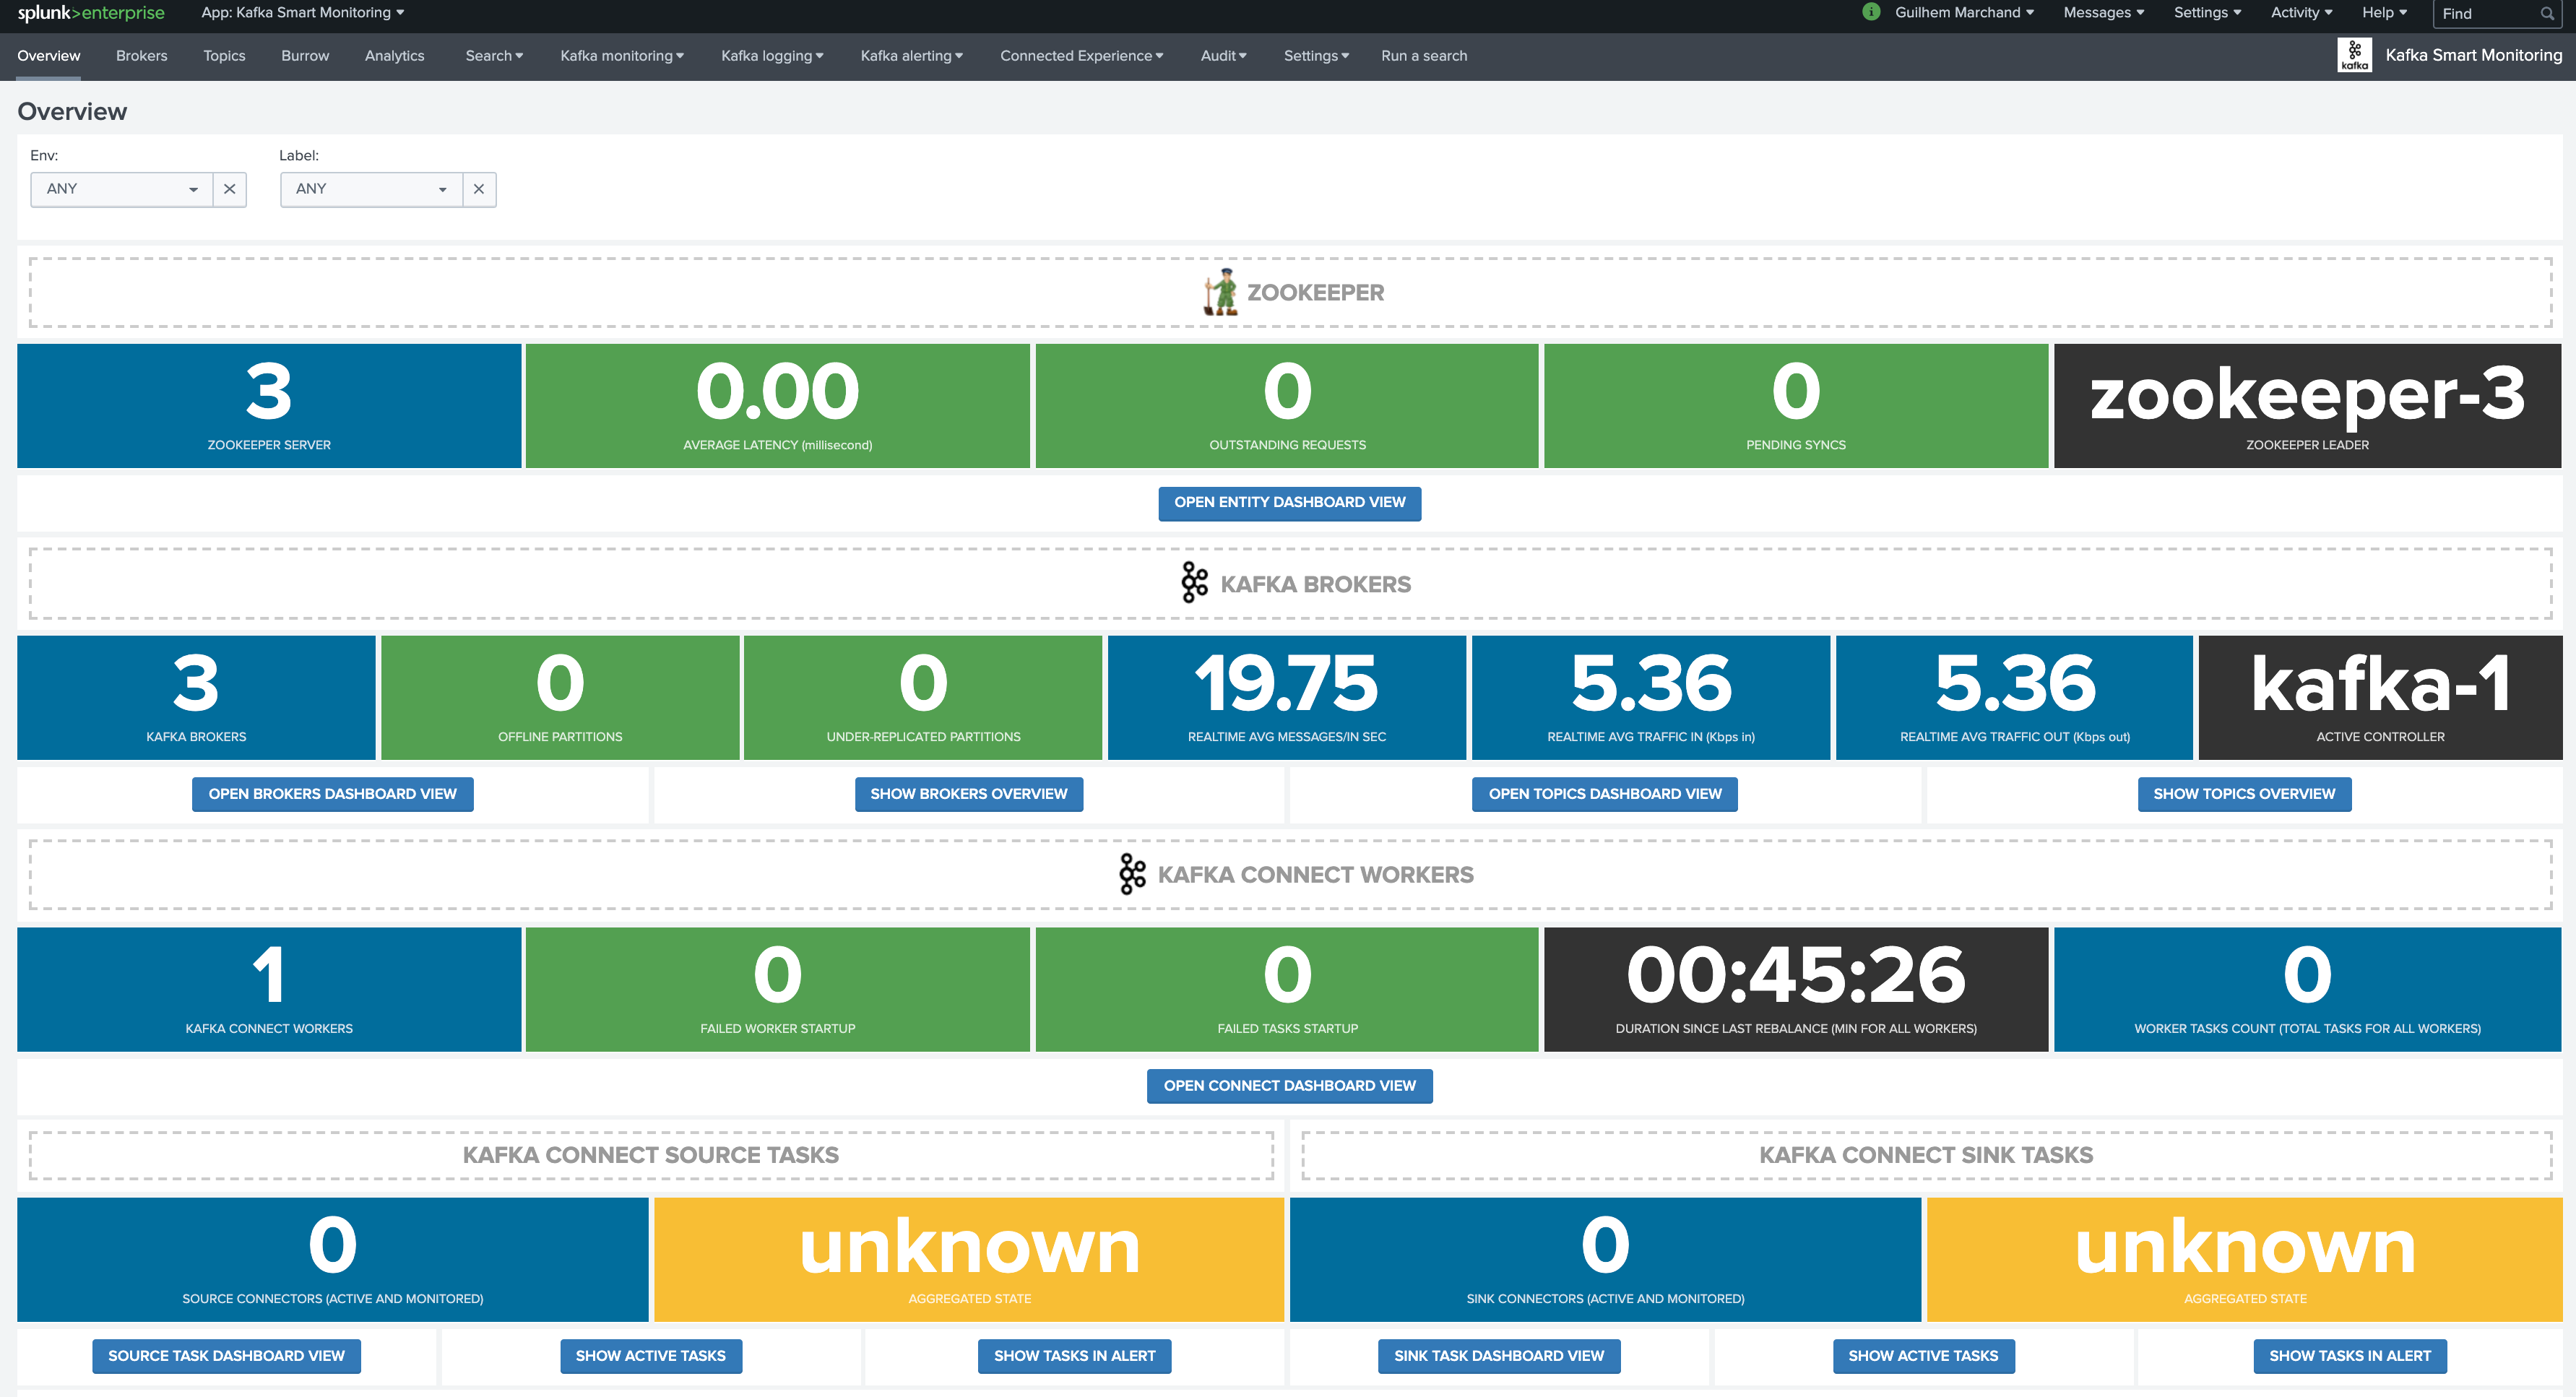 splunk>enterprise App: Kafka Smart Monitoring Guilhem Marchand Messages Settings Activity Help Find
Overview Brokers Topics Burrow Analytics Search Kafka monitoring Kafka logging Kafka alerting Connected Experience Audit Settings Run a search kafka Kafka Smart Monitoring
Overview
Env: Label:
ANY ANY
ZOOKEEPER
3 0.00 0 0 zookeeper-3
ZOOKEEPER SERVER AVERAGE LATENCY (millisecond) OUTSTANDING REQUESTS PENDING SYNCS ZOOKEEPER LEADER
OPEN ENTITY DASHBOARD VIEW
KAFKA BROKERS
3 0 0 19.75 5.36 5.36 kafka-1
KAFKA BROKERS OFFLINE PARTITIONS UNDER-REPLICATED PARTITIONS REALTIME AVG MESSAGES/IN SEC REALTIME AVG TRAFFIC IN (Kbps in) REALTIME AVG TRAFFIC OUT (Kbps out) ACTIVE CONTROLLER
OPEN BROKERS DASHBOARD VIEW SHOW BROKERS OVERVIEW OPEN TOPICS DASHBOARD VIEW SHOW TOPICS OVERVIEW
KAFKA CONNECT WORKERS
1 0 0 00:45:26 0
KAFKA CONNECT WORKERS FAILED WORKER STARTUP FAILED TASKS STARTUP DURATION SINCE LAST REBALANCE (MIN FOR ALL WORKERS) WORKER TASKS COUNT (TOTAL TASKS FOR ALL WORKERS)
OPEN CONNECT DASHBOARD VIEW
KAFKA CONNECT SOURCE TASKS KAFKA CONNECT SINK TASKS
0 unknown 0 unknown
SOURCE CONNECTORS (ACTIVE AND MONITORED) AGGREGATED STATE SINK CONNECTORS (ACTIVE AND MONITORED) AGGREGATED STATE
SOURCE TASK DASHBOARD VIEW SHOW ACTIVE TASKS SHOW TASKS IN ALERT SINK TASK DASHBOARD VIEW SHOW ACTIVE TASKS SHOW TASKS IN ALERT